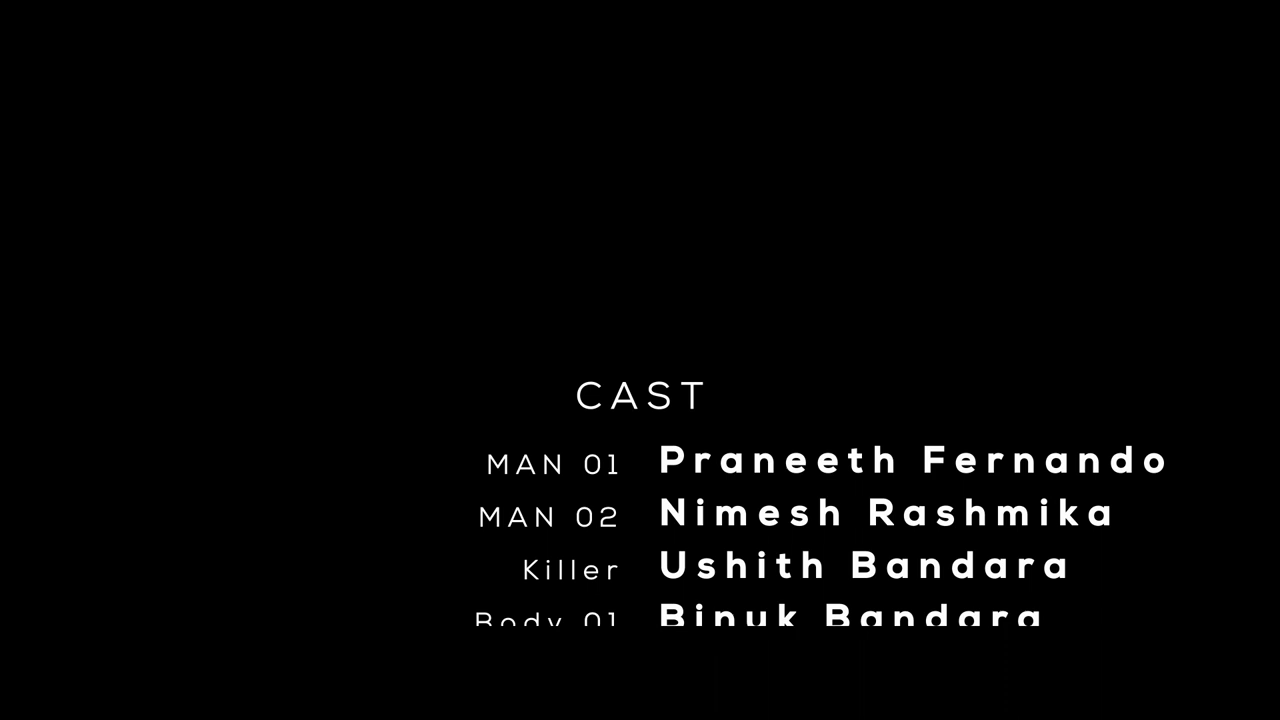 CAST
MAN 01 Praneeth Fernando
MAN 02 Nimesh Rashmika
Killer Ushith Bandara
Body 01 Binuk Bandara